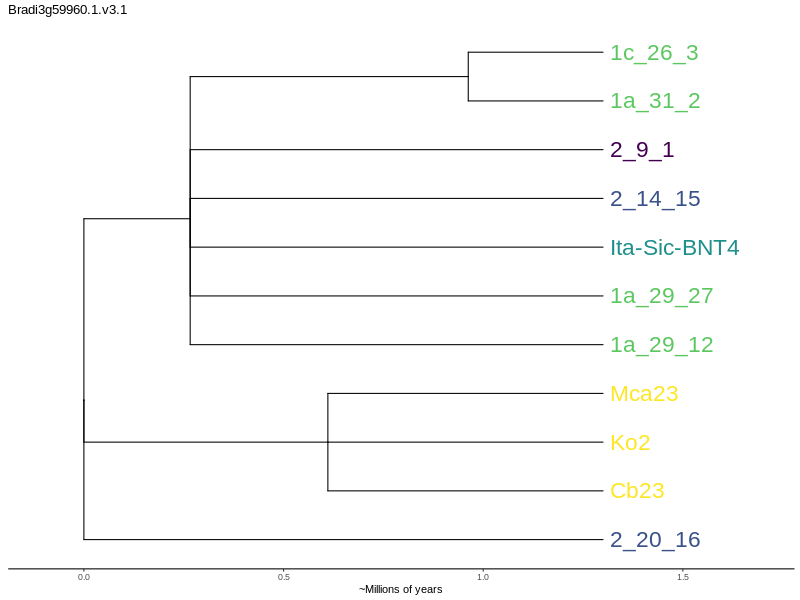 Bradi3g59960.1.v3.1
1c_26_3
1a_31_2
2_9_1
2_14_15
Ita-Sic-BNT4
1a_29_27
1a_29_12
Mca23
Ko2
Cb23
2_20_16
0.0 0.5 1.0 1.5
~Millions of years